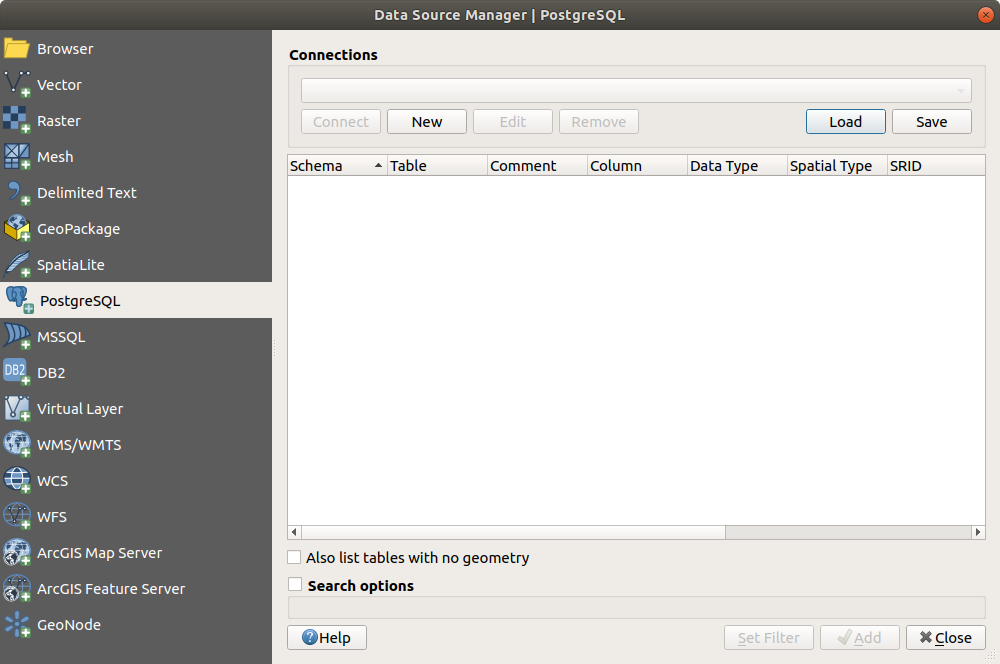 Data Source Manager | PostgreSQL
Browser
Vector
Raster
Mesh
Delimited Text
GeoPackage
SpatiaLite
PostgreSQL
MSSQL
DB2 DB2
Virtual Layer
WMS/WMTS
WCS
WFS
ArcGIS Map Server
ArcGIS Feature Server
GeoNode
Connections
Connect New Edit Remove Load Save
Schema Table Comment Column Data Type Spatial Type SRID
Also list tables with no geometry
Search options
Help Set Filter Add Close